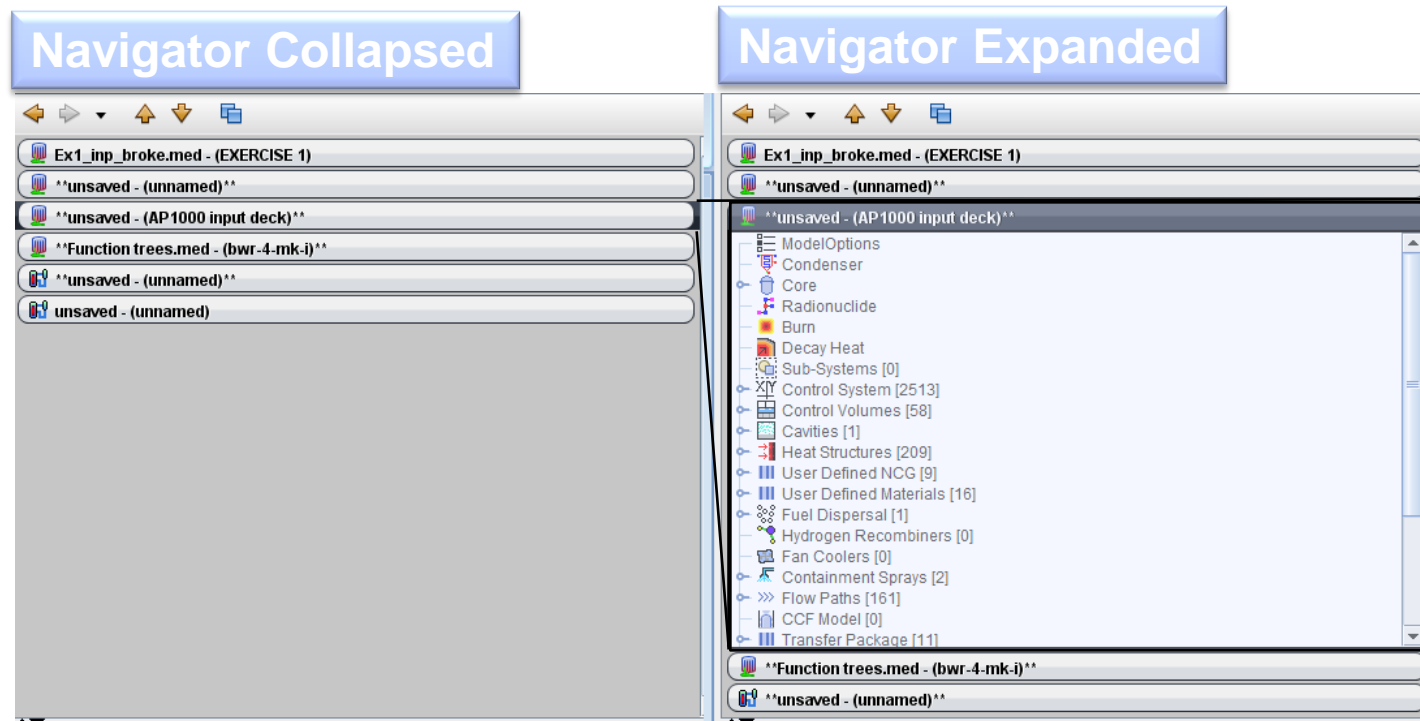 Navigator Collapsed
Ex1_inp_broke.med - (EXERCISE 1)
**unsaved - (unnamed)**
**unsaved - (AP1000 input deck)**
**Function trees.med - (bwr-4-mk-i)**
**unsaved - (unnamed)**
unsaved - (unnamed)
Navigator Expanded
Ex1_inp_broke.med - (EXERCISE 1)
**unsaved - (unnamed)**
**unsaved - (AP1000 input deck)**
ModelOptions
Condenser
Core
Radionuclide
Burn
Decay Heat
Sub-Systems [0]
Control System [2513]
Control Volumes [58]
Cavities [1]
Heat Structures [209]
User Defined NCG [9]
User Defined Materials [16]
Fuel Dispersal [1]
Hydrogen Recombiners [0]
Fan Coolers [0]
Containment Sprays [2]
Flow Paths [161]
CCF Model [0]
Transfer Package [11]
**Function trees.med - (bwr-4-mk-i)**
**unsaved - (unnamed)**